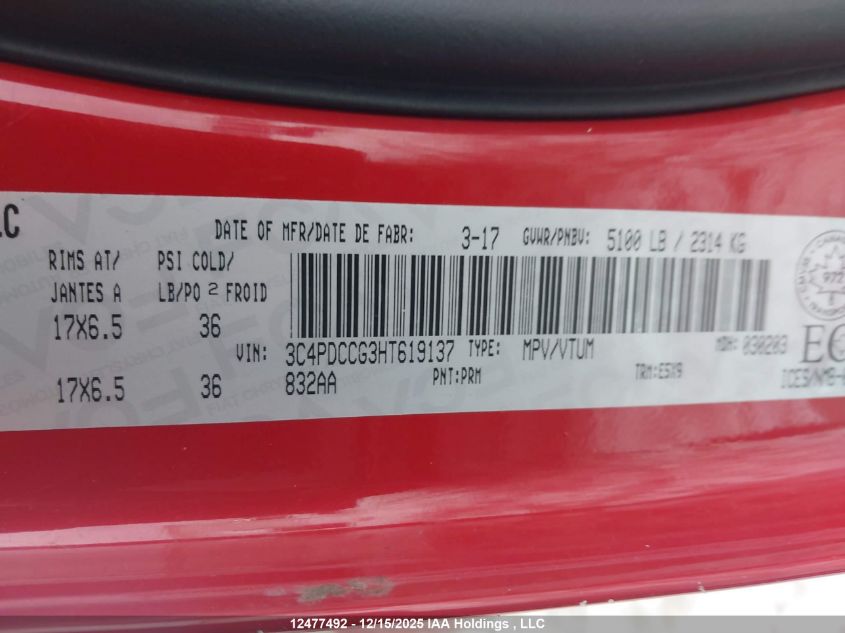 LC
DATE OF MFR/DATE DE FABR: 3-17 GVWR/PNBV: 5100 LB / 2314 KG
RIMS AT/ PSI COLD/
JANTES A LB/PO 2 FROID
17X6.5 36
VIN: 3C4PDCCG3HT619137 TYPE: MPV/VTUM MDH: 030203
17X6.5 36 832AA PNT:PRM TRM:E5X9
12477492 - 12/15/2025 IAA Holdings , LLC